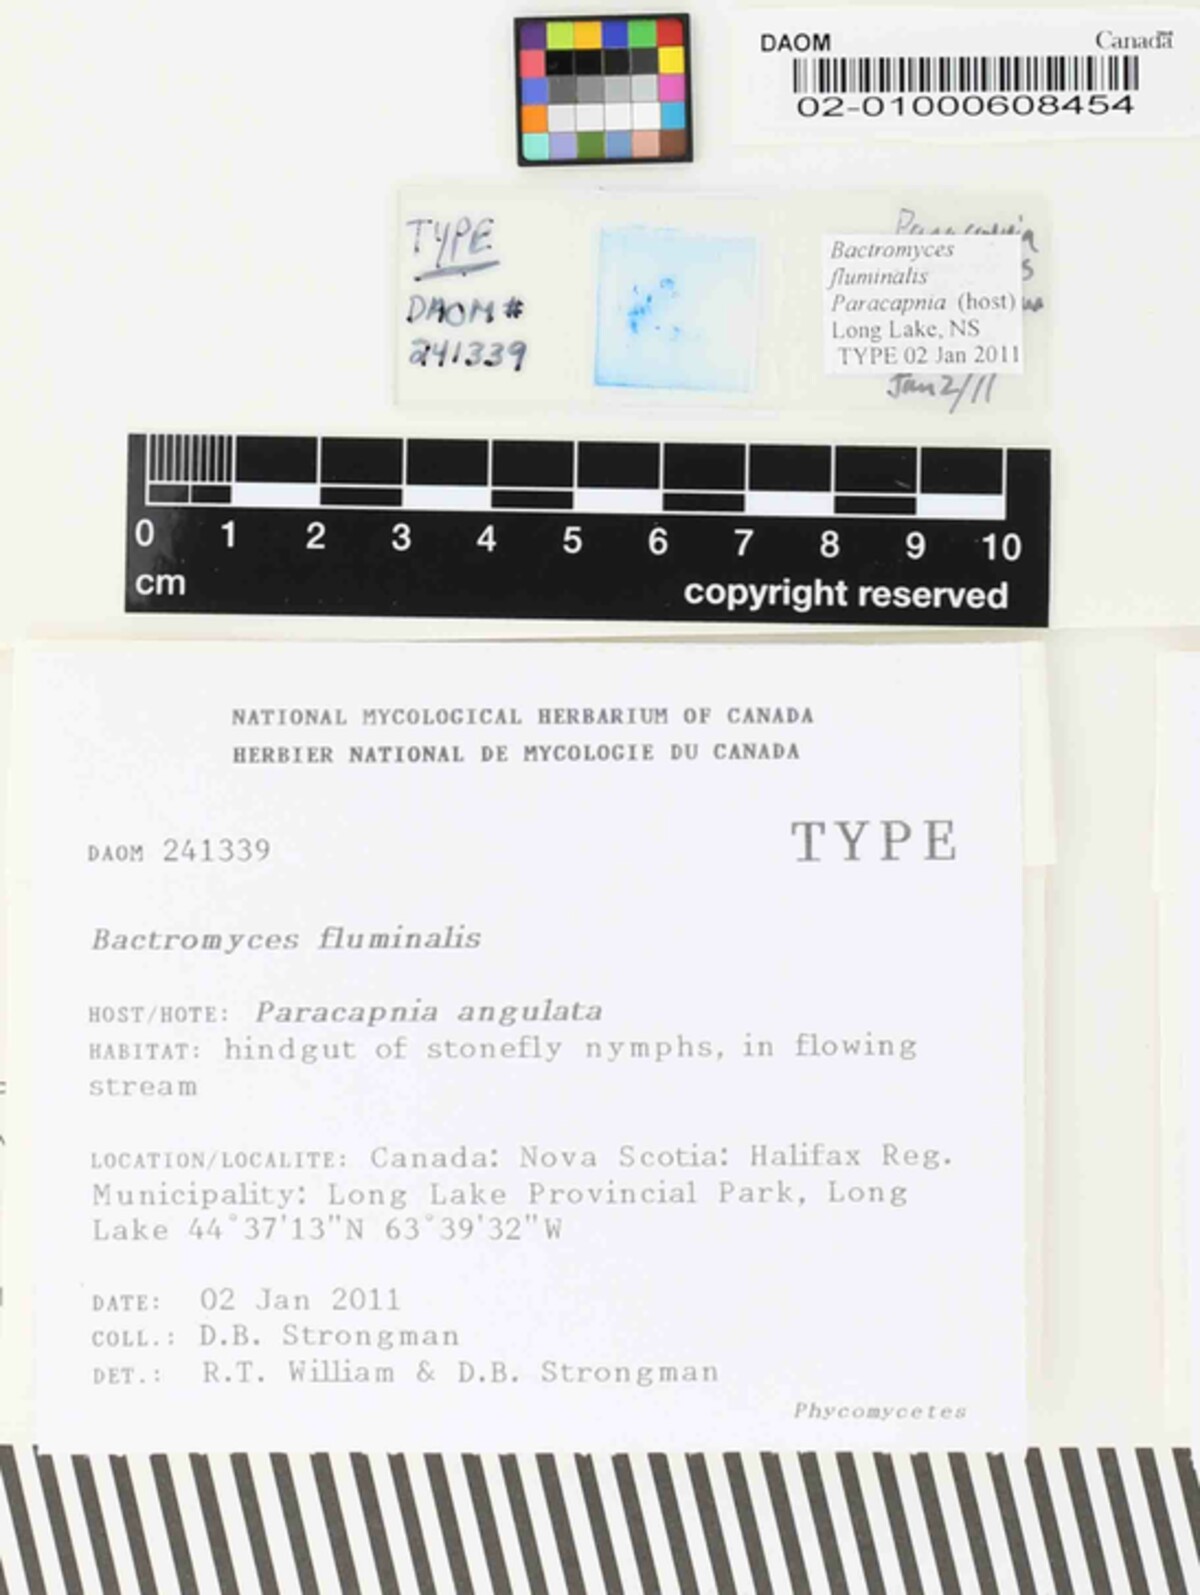 DAOM
Canada
02-01000608454
TYPE
DAOM #
241339
Paracapnia
Bactromyces
fluminalis
Paracapnia (host)
Long Lake, NS
TYPE 02 Jan 2011
Jan 2/11
0 1 2 3 4 5 6 7 8 9 10
cm
copyright reserved
NATIONAL MYCOLOGICAL HERBARIUM OF CANADA
HERBIER NATIONAL DE MYCOLOGIE DU CANADA
DAOM 241339
TYPE
Bactromyces fluminalis
HOST/HOTE: Paracapnia angulata
HABITAT: hindgut of stonefly nymphs, in flowing
stream
LOCATION/LOCALITE: Canada: Nova Scotia: Halifax Reg.
Municipality: Long Lake Provincial Park, Long
Lake 44°37'13"N 63°39'32"W
DATE: 02 Jan 2011
COLL.: D.B. Strongman
DET.: R.T. William & D.B. Strongman
Phycomycetes